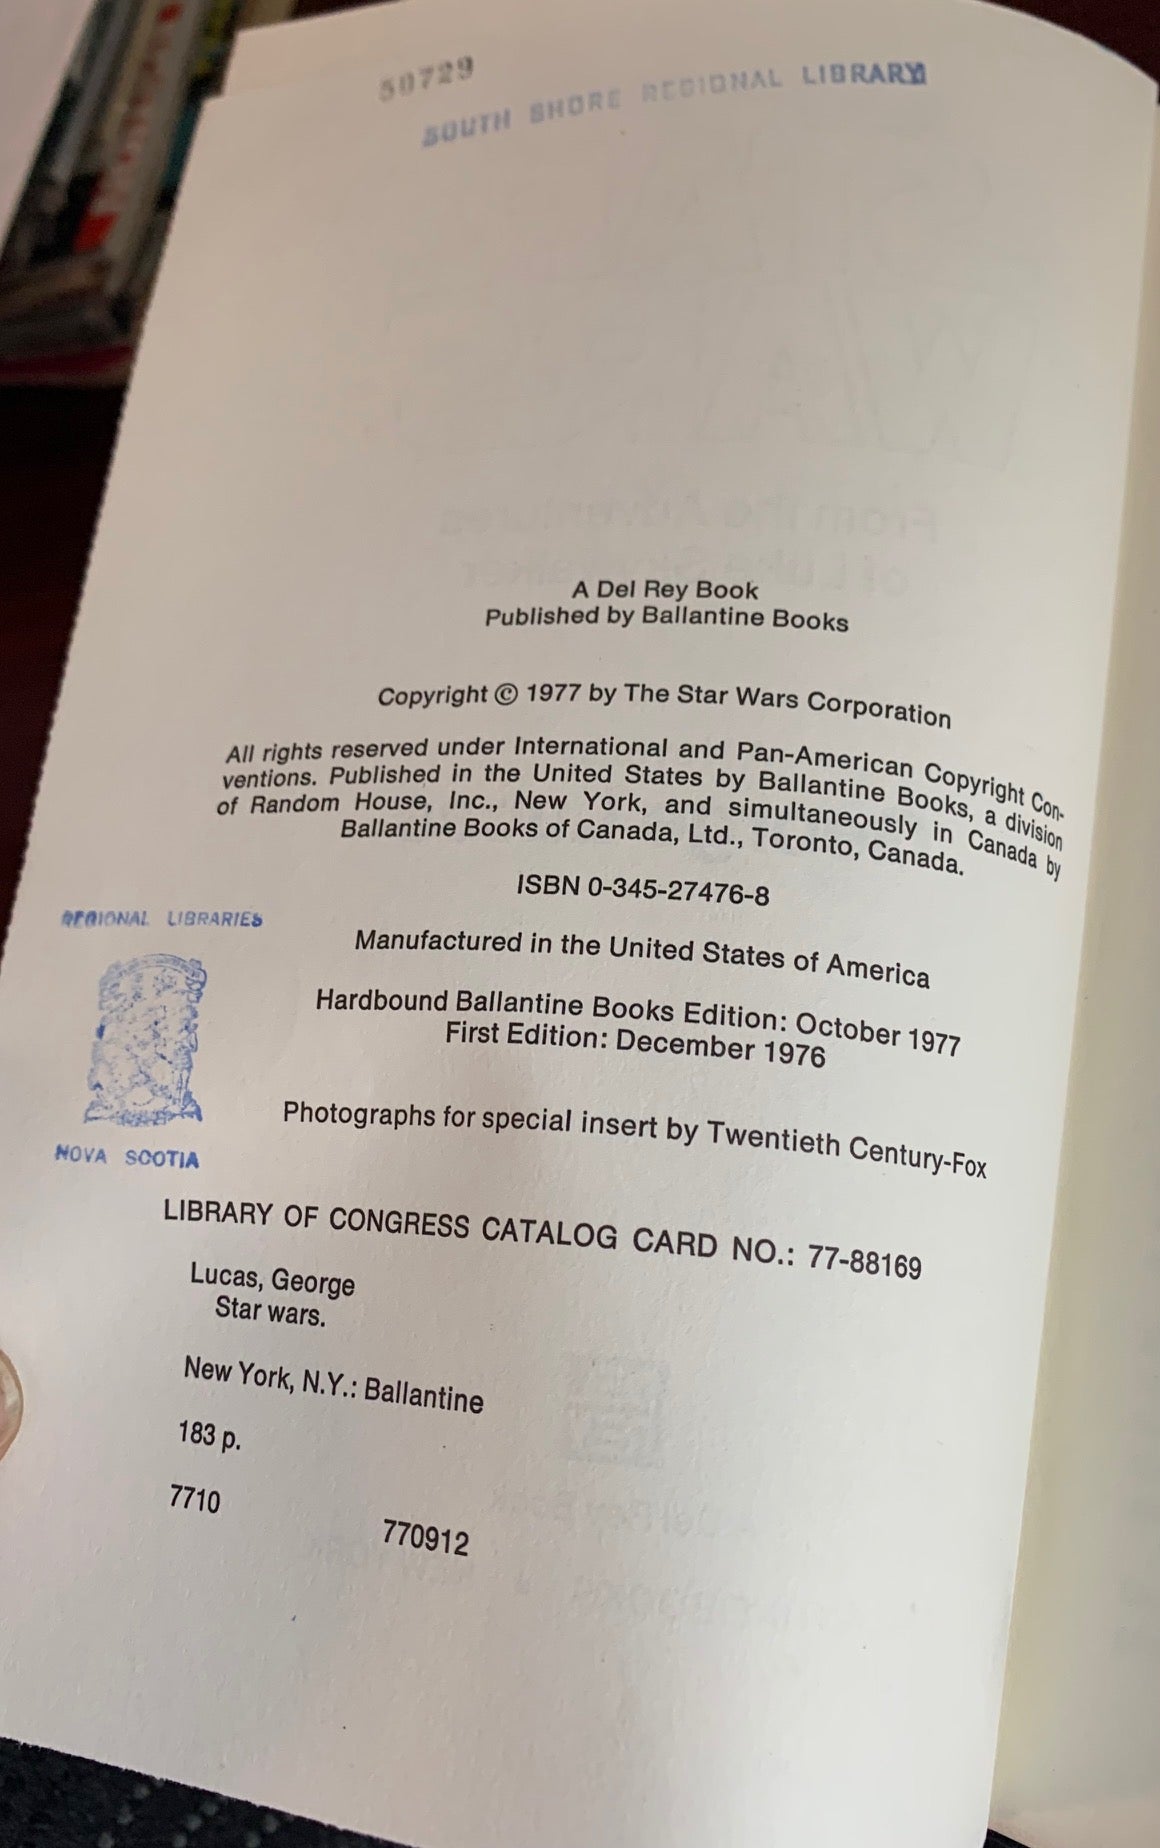 50729
SOUTH SHORE REGIONAL LIBRARY
A Del Rey Book
Published by Ballantine Books
Copyright © 1977 by The Star Wars Corporation
All rights reserved under International and Pan-American Copyright Con-
ventions. Published in the United States by Ballantine Books, a division
of Random House, Inc., New York, and simultaneously in Canada by
Ballantine Books of Canada, Ltd., Toronto, Canada.
ISBN 0-345-27476-8
REGIONAL LIBRARIES
NOVA SCOTIA
Manufactured in the United States of America
Hardbound Ballantine Books Edition: October 1977
First Edition: December 1976
Photographs for special insert by Twentieth Century-Fox
LIBRARY OF CONGRESS CATALOG CARD NO.: 77-88169
Lucas, George
Star wars.
New York, N.Y.: Ballantine
183 p.
7710
770912